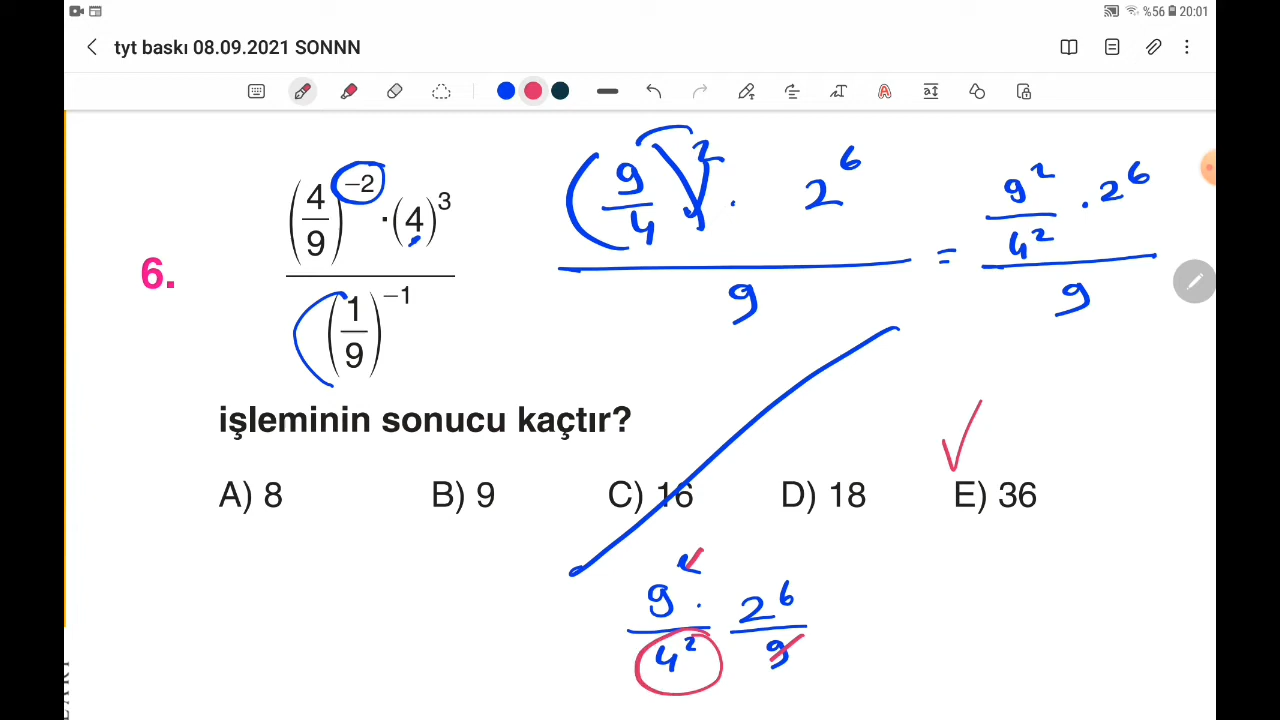 %56 20:01
tyt baskı 08.09.2021 SONNN
6. ((4/9)^-2 · (4)^3) / (1/9)^-1
((9/4)^2 · 2^6) / 9 = (9^2/4^2 · 2^6) / 9
işleminin sonucu kaçtır?
A) 8 B) 9 C) 16 D) 18 E) 36
9^2/4^2 · 2^6/9